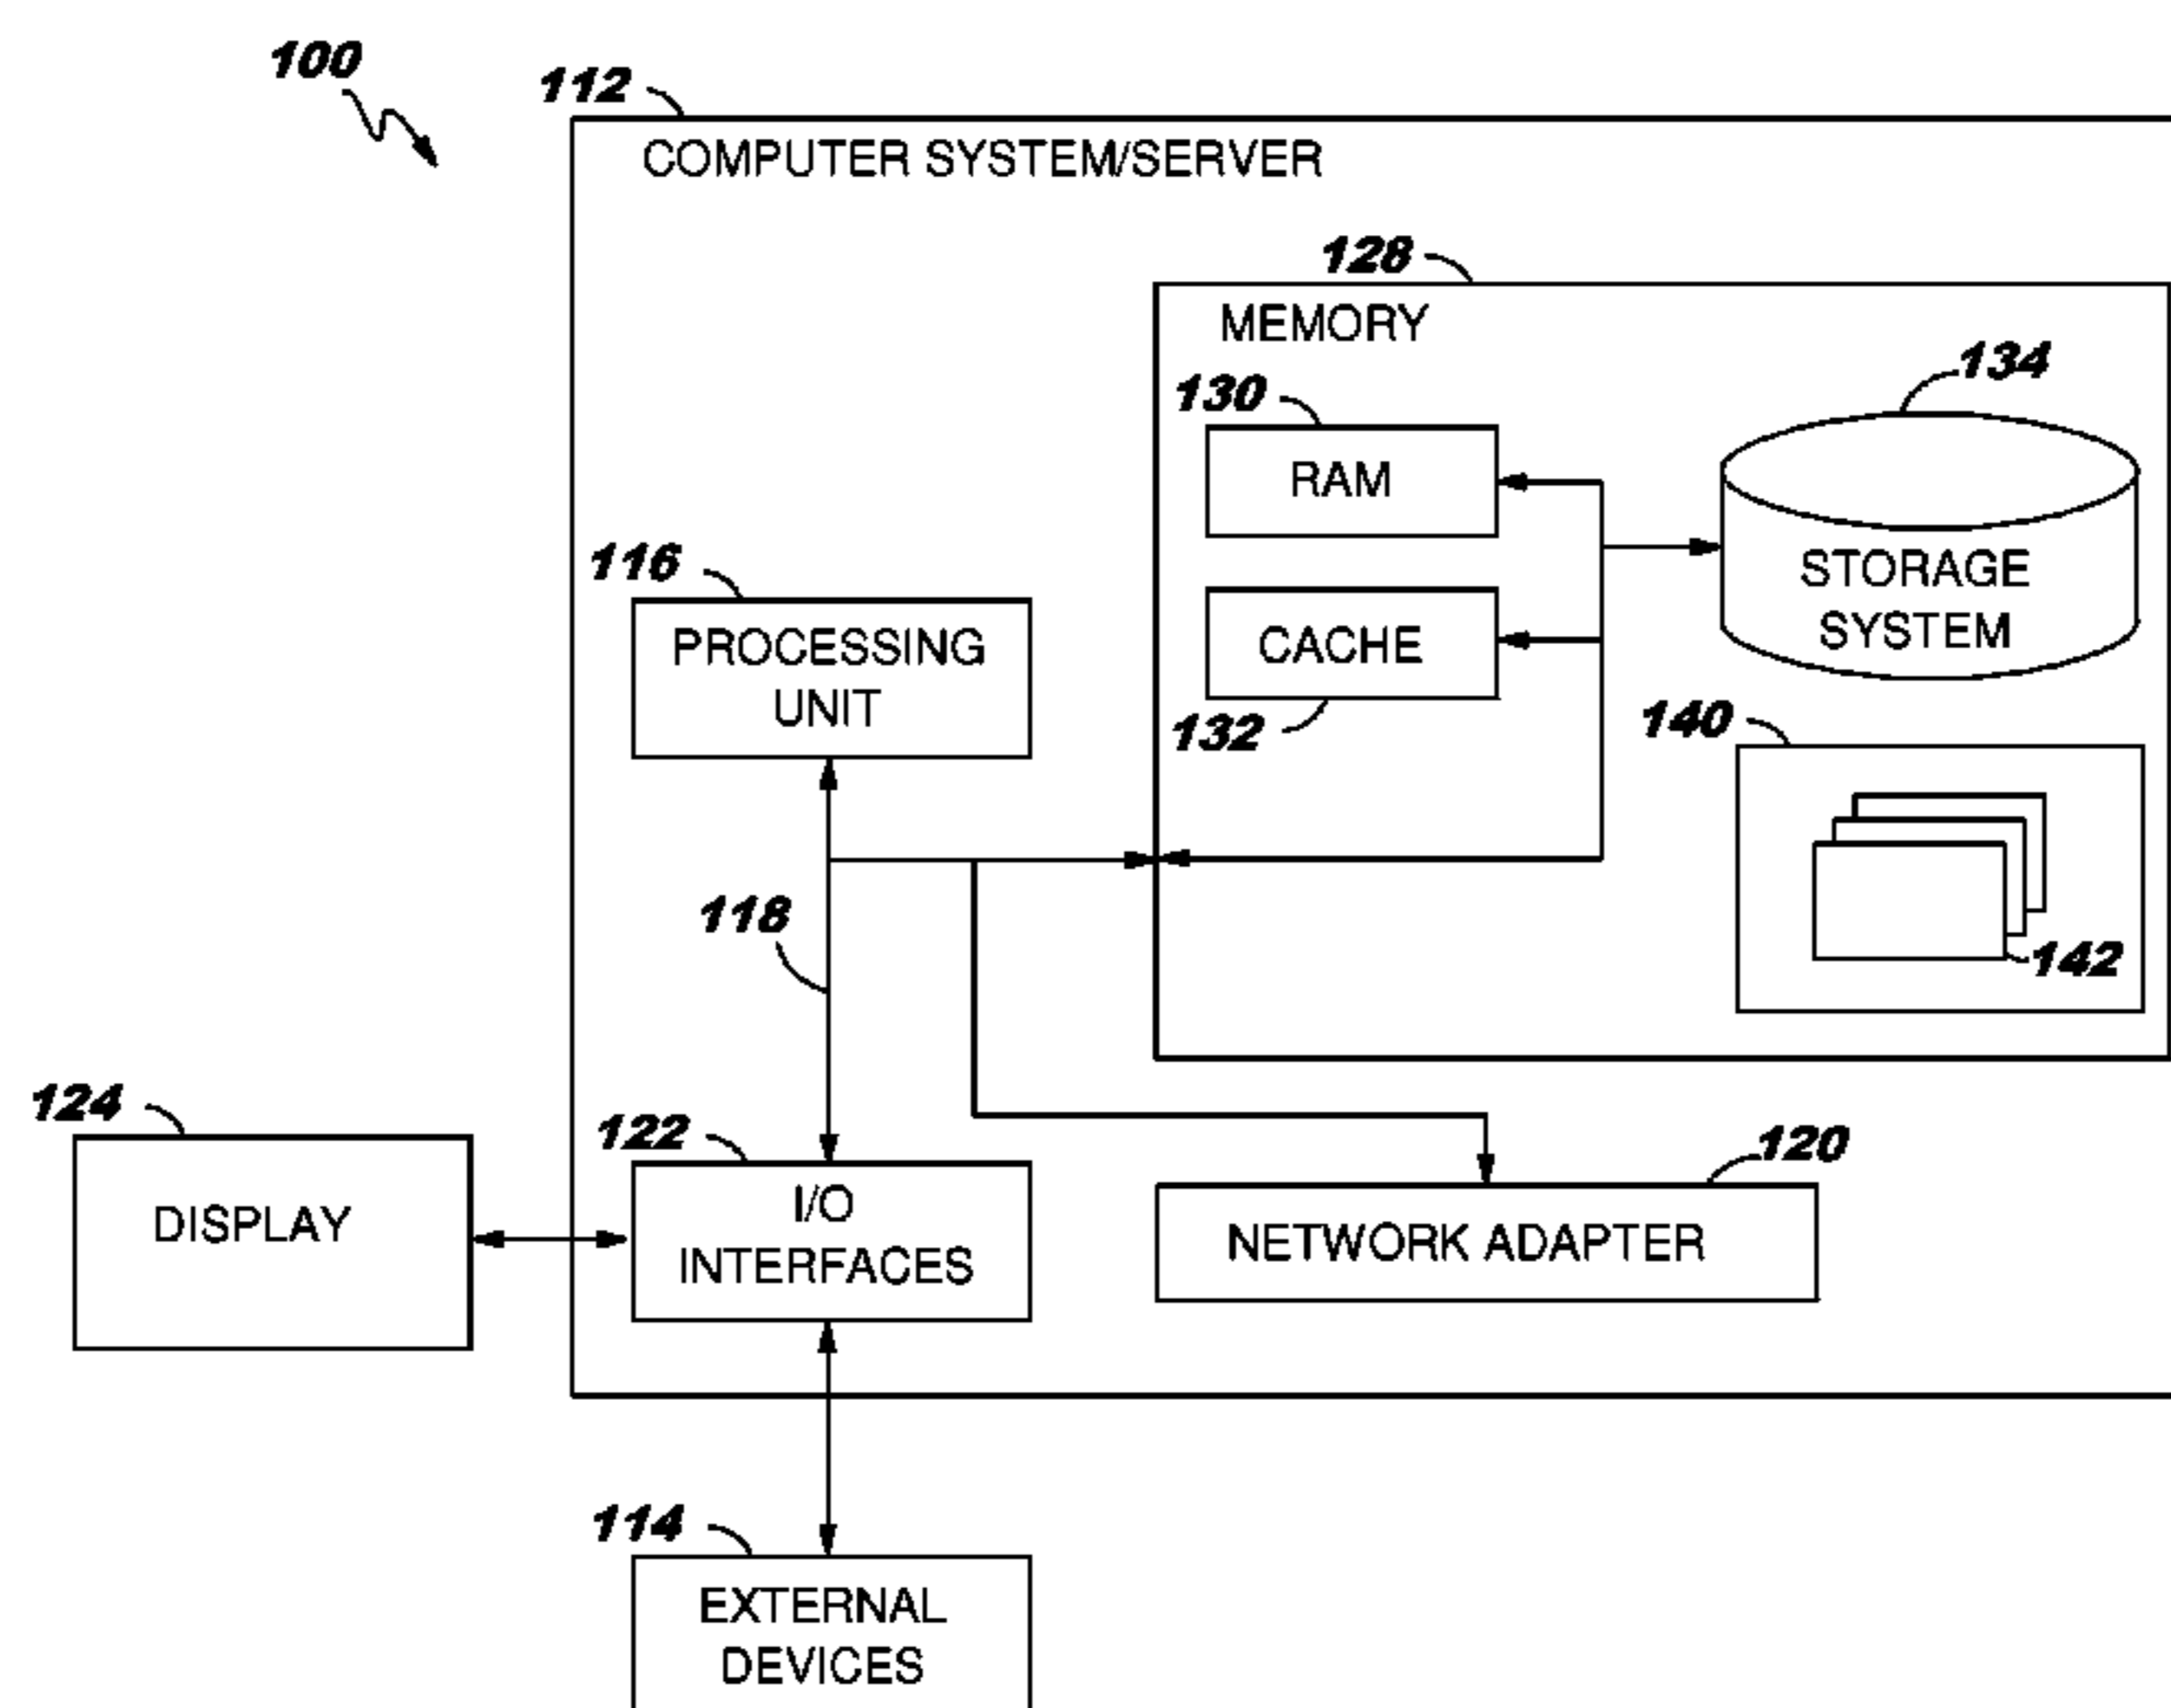 100
112
COMPUTER SYSTEM/SERVER
128
MEMORY
134
130
RAM
STORAGE
SYSTEM
116
PROCESSING
UNIT
CACHE
132
140
142
118
124
DISPLAY
122
I/O
INTERFACES
120
NETWORK ADAPTER
114
EXTERNAL
DEVICES